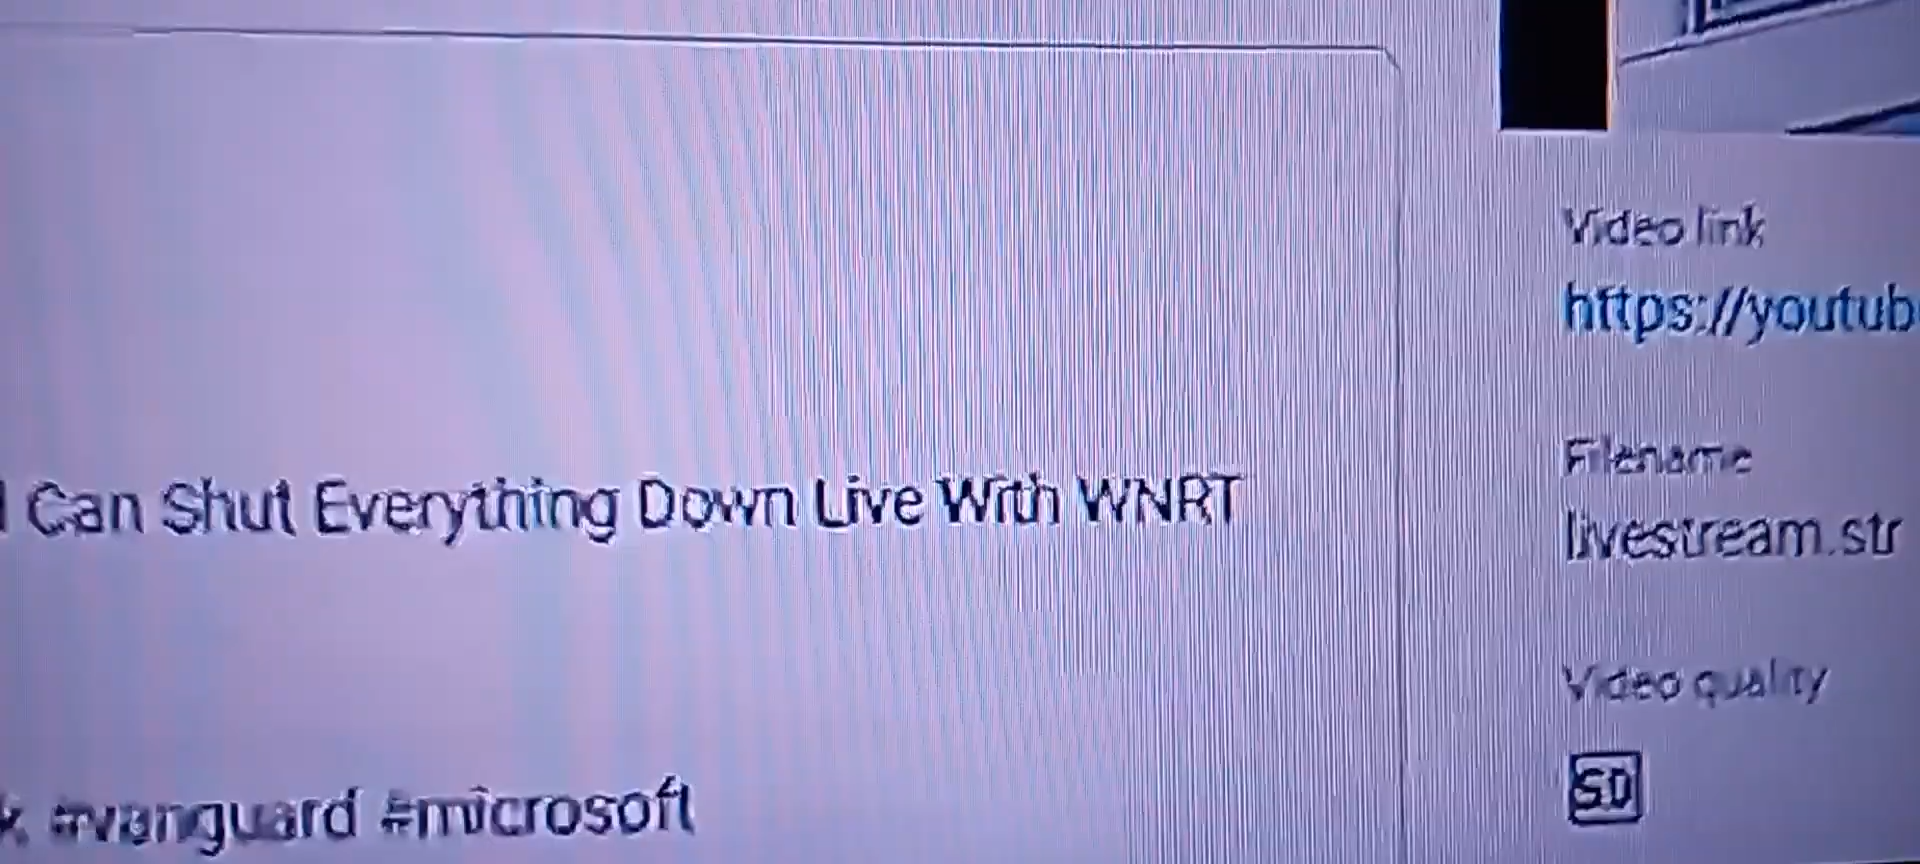 Can Shut Everything Down Live With WNRT
#vanguard #microsoft
Video link
https://youtub
Filename
livestream.str
Video quality
SD